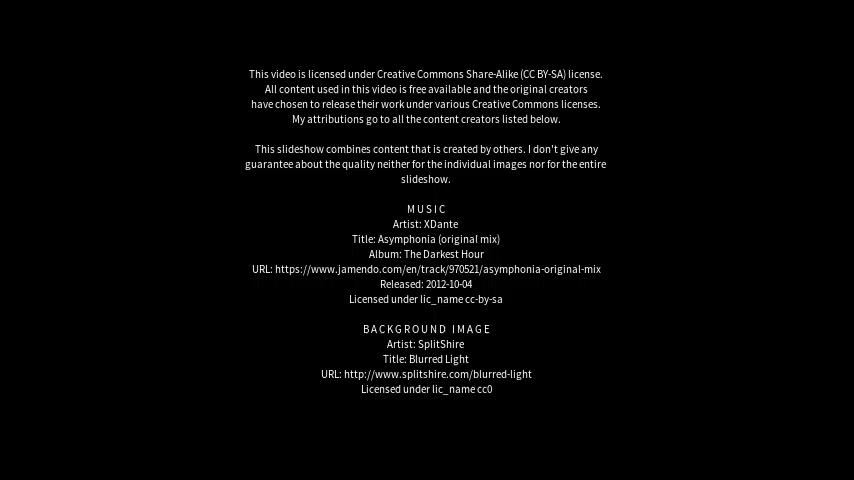 This video is licensed under Creative Commons Share-Alike (CC BY-SA) license.
All content used in this video is free available and the original creators
have chosen to release their work under various Creative Commons licenses.
My attributions go to all the content creators listed below.
This slideshow combines content that is created by others. I don't give any
guarantee about the quality neither for the individual images nor for the entire
slideshow.
MUSIC
Artist: XDante
Title: Asymphonia (original mix)
Album: The Darkest Hour
URL: https://www.jamendo.com/en/track/970521/asymphonia-original-mix
Released: 2012-10-04
Licensed under lic_name cc-by-sa
BACKGROUND IMAGE
Artist: SplitShire
Title: Blurred Light
URL: http://www.splitshire.com/blurred-light
Licensed under lic_name cc0